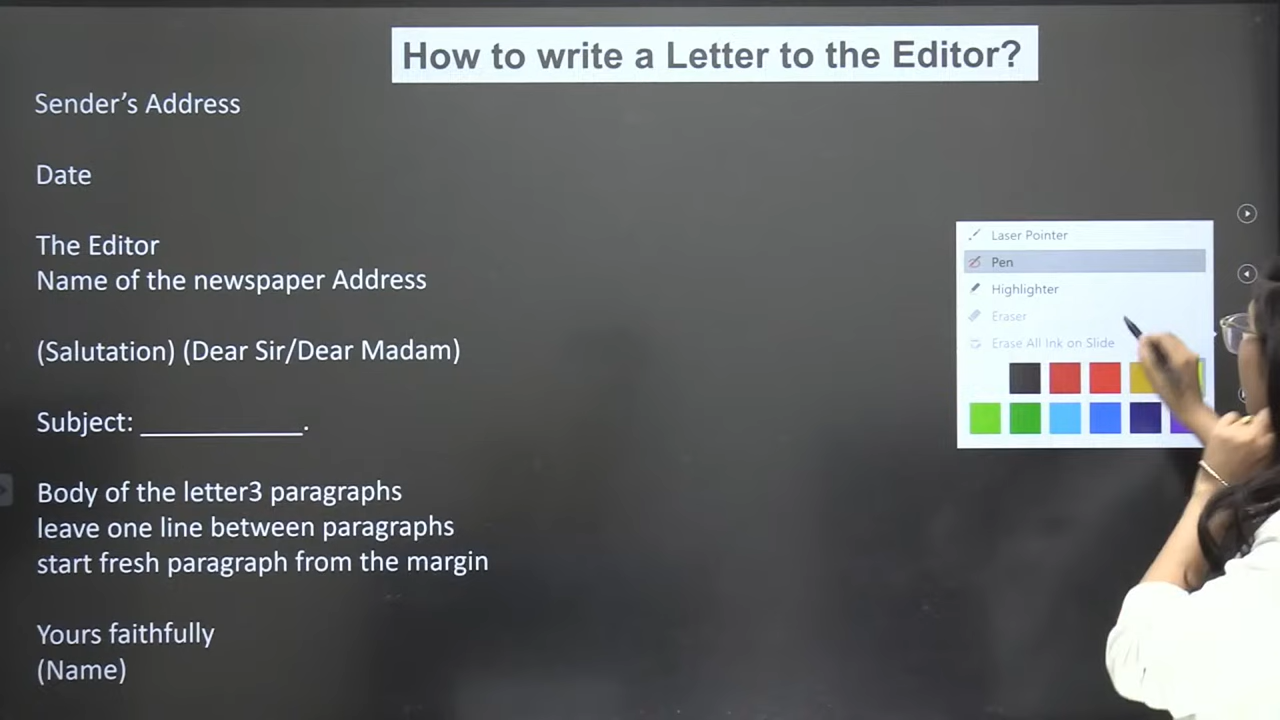 How to write a Letter to the Editor?
Sender’s Address
Date
The Editor
Name of the newspaper Address
(Salutation) (Dear Sir/Dear Madam)
Subject: ___________.
Body of the letter3 paragraphs
leave one line between paragraphs
start fresh paragraph from the margin
Yours faithfully
(Name)
Laser Pointer
Pen
Highlighter
Eraser
Erase All Ink on Slide